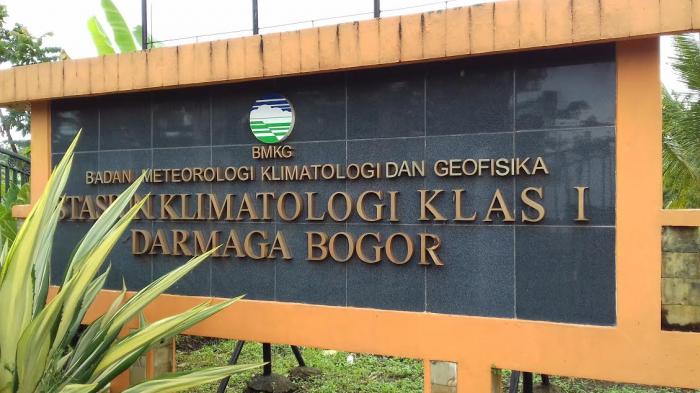 BMKG
BADAN METEOROLOGI KLIMATOLOGI DAN GEOFISIKA
STASIUN KLIMATOLOGI KLAS I
DARMAGA BOGOR